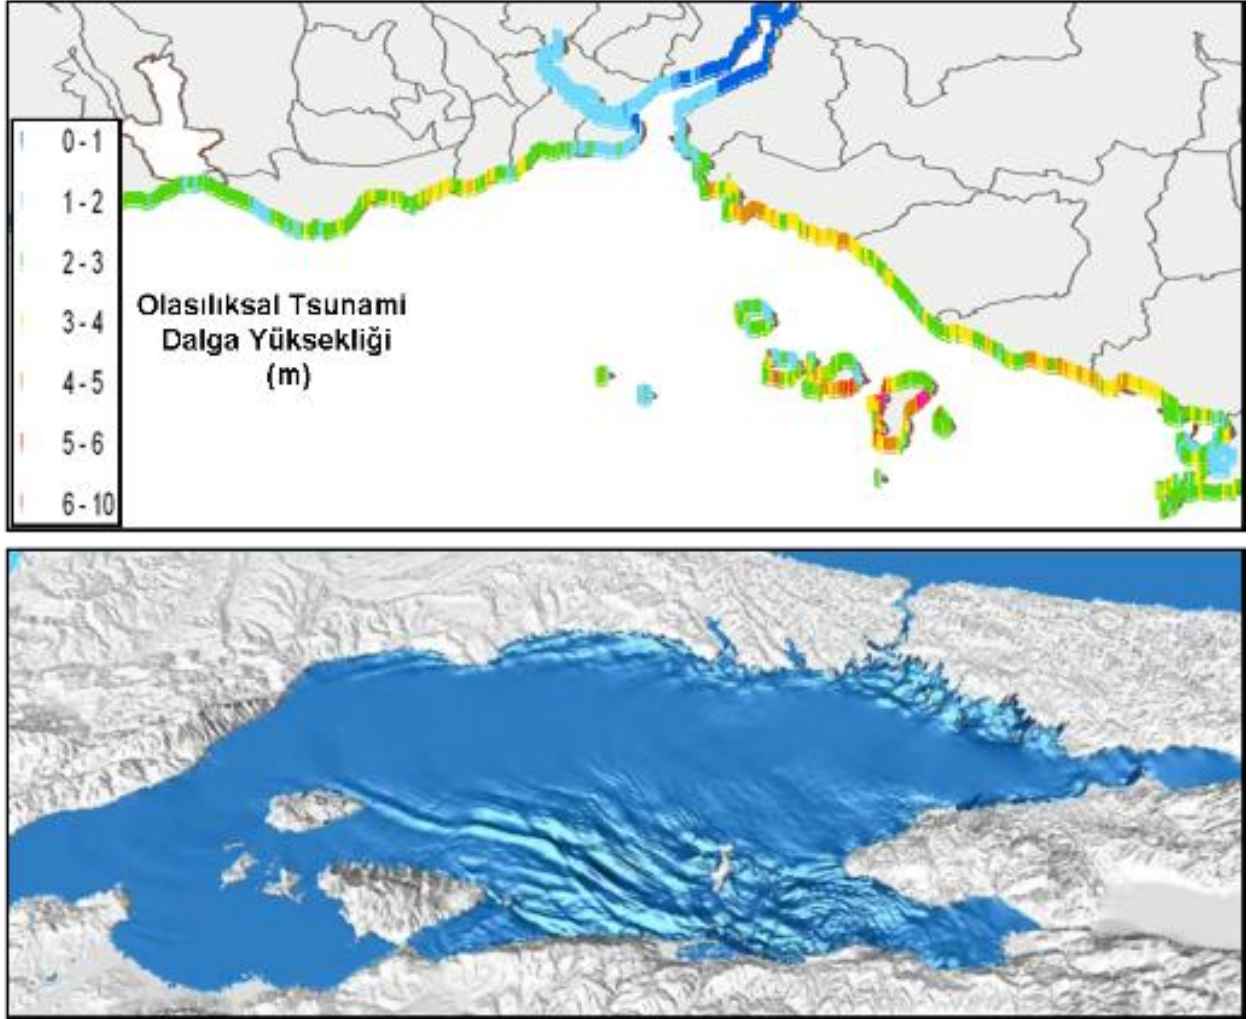 0-1
1-2
2-3
3-4
4-5
5-6
6-10
Olasılıksal Tsunami
Dalga Yüksekliği
(m)